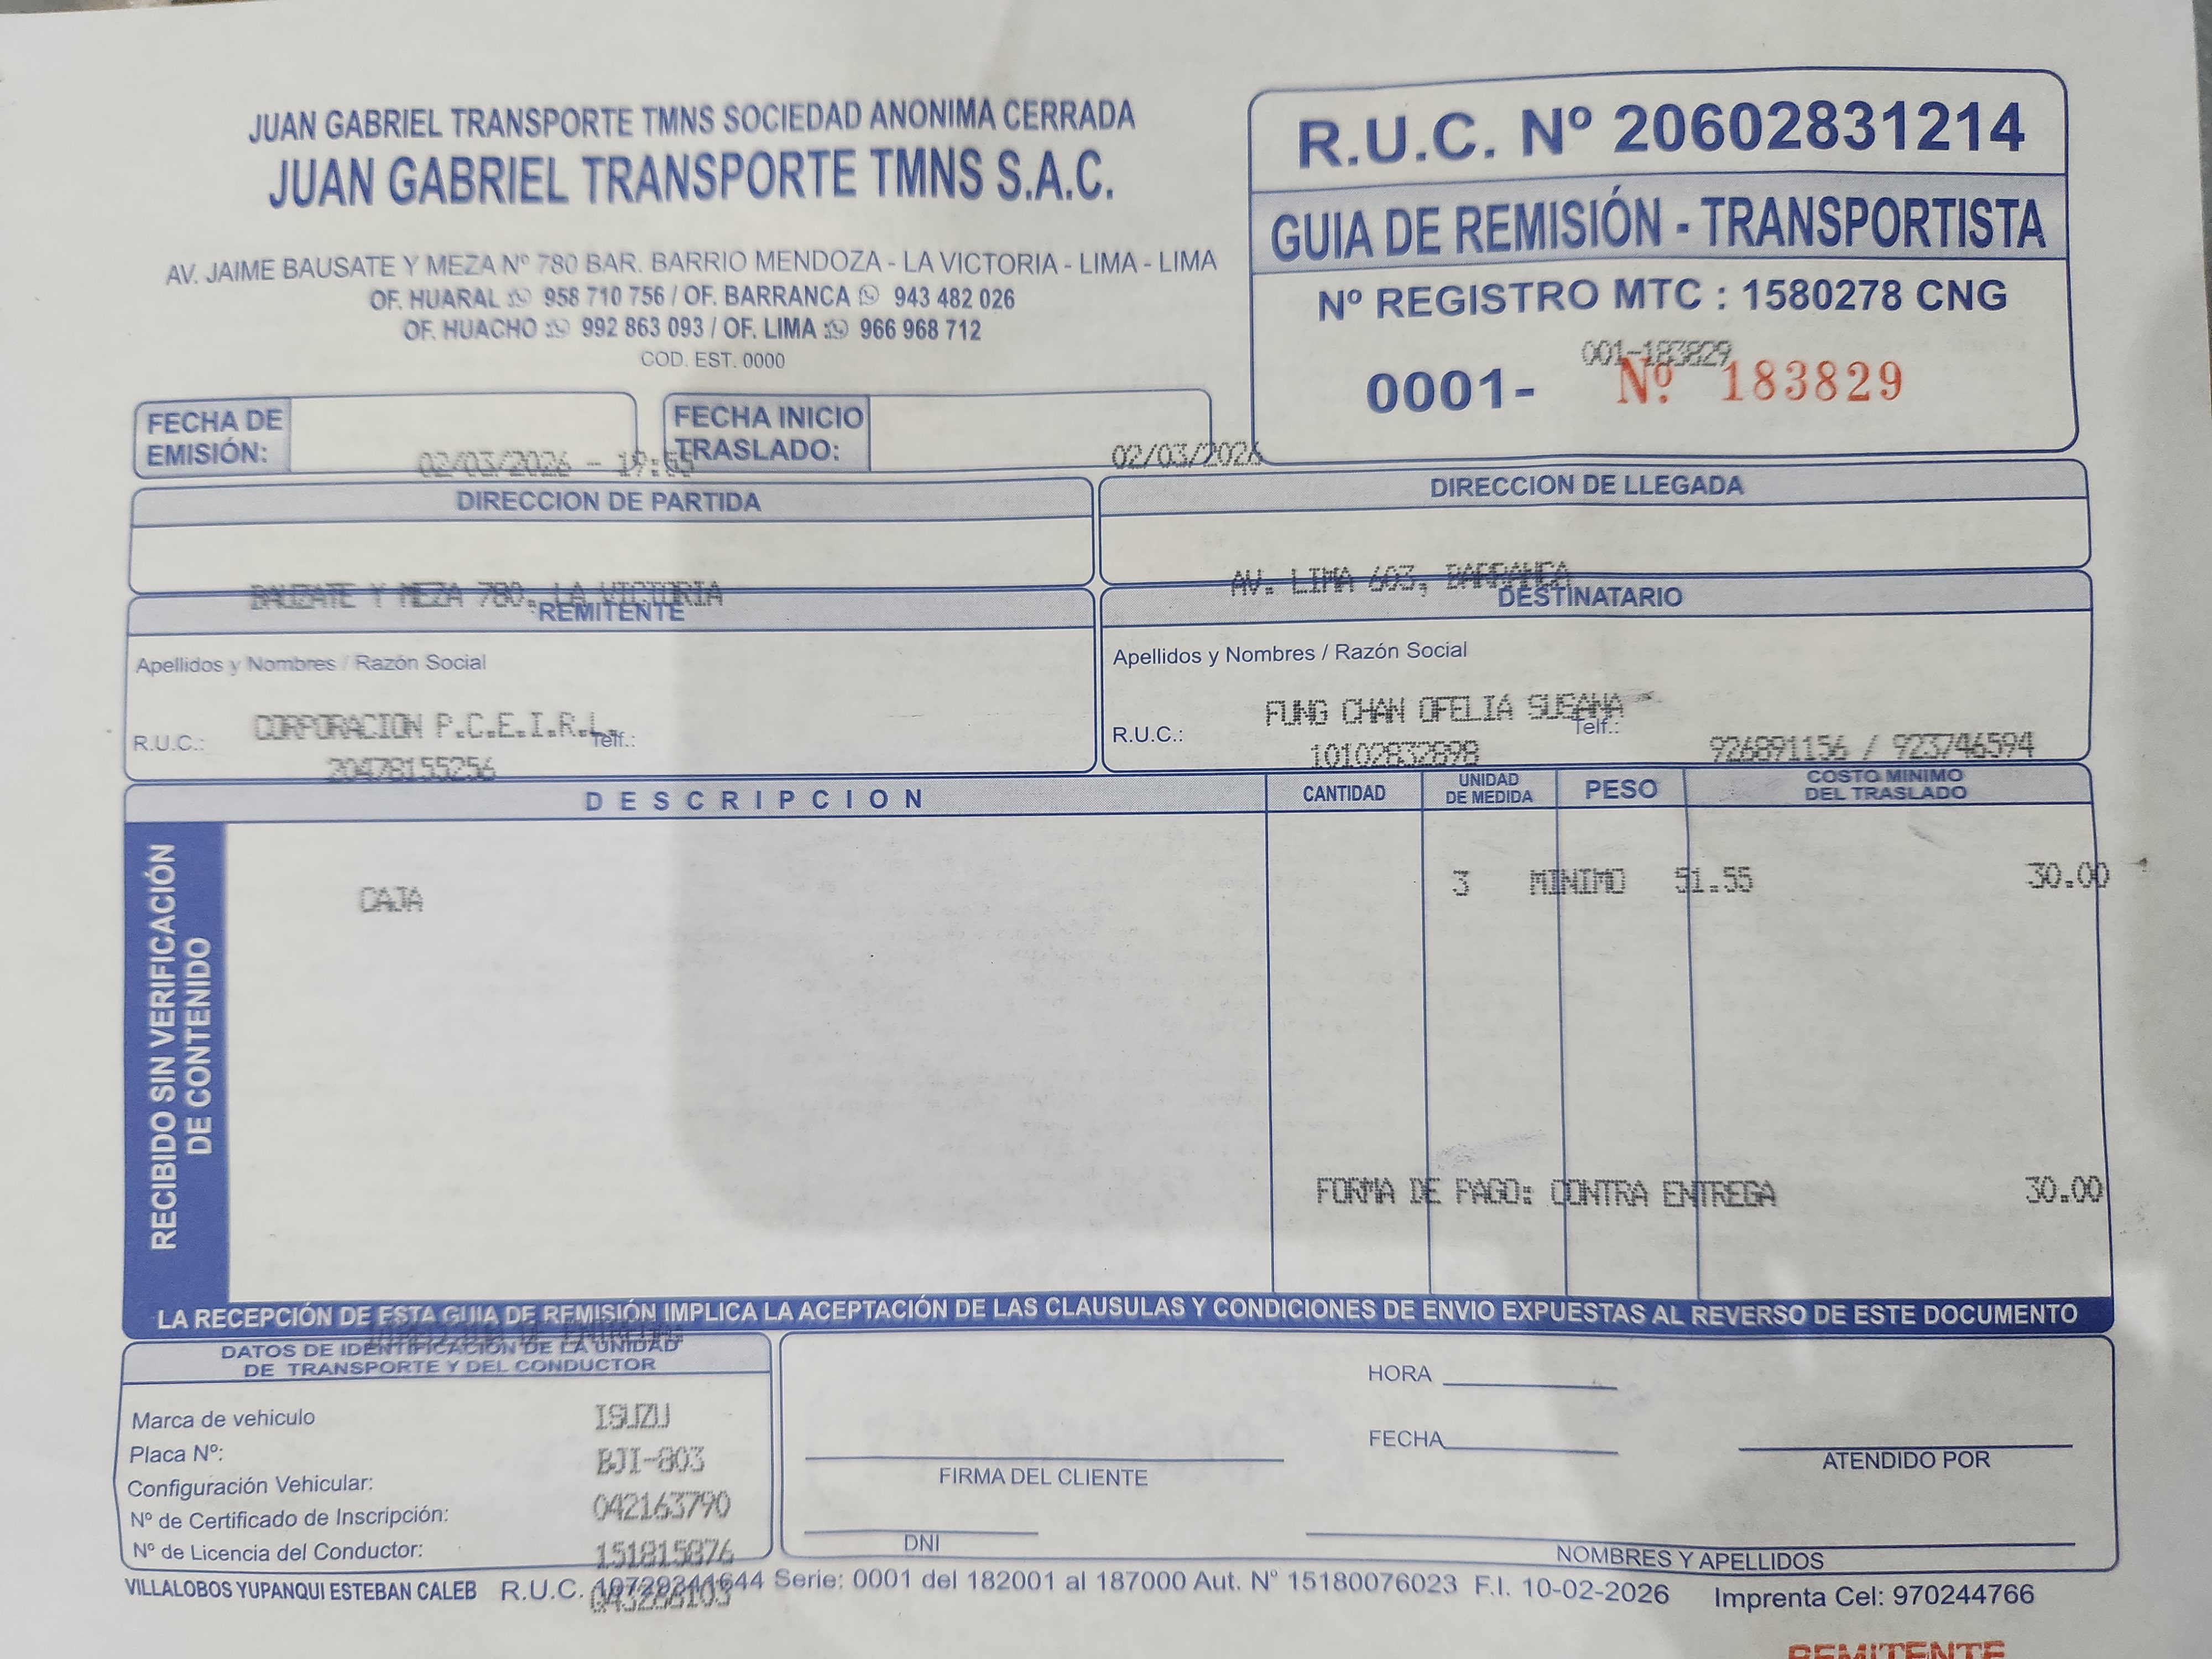 JUAN GABRIEL TRANSPORTE TMNS SOCIEDAD ANONIMA CERRADA
JUAN GABRIEL TRANSPORTE TMNS S.A.C.
AV. JAIME BAUSATE Y MEZA Nº 780 BAR. BARRIO MENDOZA - LA VICTORIA - LIMA - LIMA
OF. HUARAL: 958 710 756 / OF. BARRANCA 943 482 026
OF. HUACHO: 992 863 093 / OF. LIMA: 966 968 712
COD. EST. 0000
R.U.C. Nº 20602831214
GUIA DE REMISIÓN - TRANSPORTISTA
Nº REGISTRO MTC : 1580278 CNG
001-183829
0001- Nº 183829
FECHA DE EMISIÓN: 02/03/2026 - 19:55
FECHA INICIO TRASLADO: 02/03/2026
DIRECCION DE PARTIDA
BAUZATE Y MEZA 780, LA VICTORIA
DIRECCION DE LLEGADA
AV. LIMA 603, BARRANCA
REMITENTE
Apellidos y Nombres / Razón Social
CORPORACION P.C.E.I.R.L.
R.U.C.: 20478155256 Telf.:
DESTINATARIO
Apellidos y Nombres / Razón Social
FUNG CHAN OFELIA SUSANA
R.U.C.: 10102832898 Telf.: 926891156 / 923746594
DESCRIPCION CANTIDAD UNIDAD DE MEDIDA PESO COSTO MINIMO DEL TRASLADO
RECIBIDO SIN VERIFICACIÓN
DE CONTENIDO
CAJA 3 MINIMO 51.55 30.00
FORMA DE PAGO: CONTRA ENTREGA 30.00
LA RECEPCIÓN DE ESTA GUIA DE REMISIÓN IMPLICA LA ACEPTACIÓN DE LAS CLAUSULAS Y CONDICIONES DE ENVIO EXPUESTAS AL REVERSO DE ESTE DOCUMENTO
DATOS DE IDENTIFICACION DE LA UNIDAD
DE TRANSPORTE Y DEL CONDUCTOR
Marca de vehiculo ISUZU
Placa Nº: BJI-803
Configuración Vehicular: 042163790
Nº de Certificado de Inscripción: 151815876
Nº de Licencia del Conductor:
HORA
FECHA
FIRMA DEL CLIENTE
ATENDIDO POR
DNI
NOMBRES Y APELLIDOS
VILLALOBOS YUPANQUI ESTEBAN CALEB R.U.C. Serie: 0001 del 182001 al 187000 Aut. N° 15180076023 F.I. 10-02-2026 Imprenta Cel: 970244766
REMITENTE